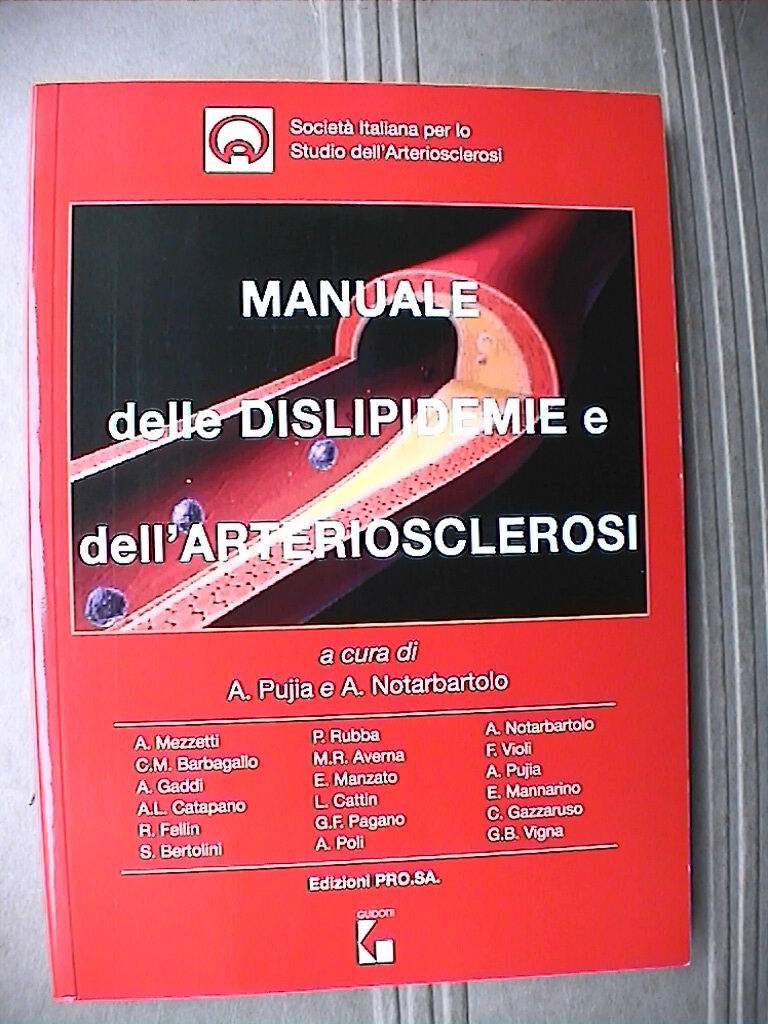 Società Italiana per lo
Studio dell'Arteriosclerosi
MANUALE
delle DISLIPIDEMIE e
dell'ARTERIOSCLEROSI
a cura di
A. Pujia e A. Notarbartolo
A. Mezzetti
C.M. Barbagallo
A. Gaddi
A.L. Catapano
R. Fellin
S. Bertolini
P. Rubba
M.R. Averna
E. Manzato
L. Cattin
G.F. Pagano
A. Poli
A. Notarbartolo
F. Violi
A. Pujia
E. Mannarino
C. Gazzaruso
G.B. Vigna
Edizioni PRO.SA.
GUIDOTTI